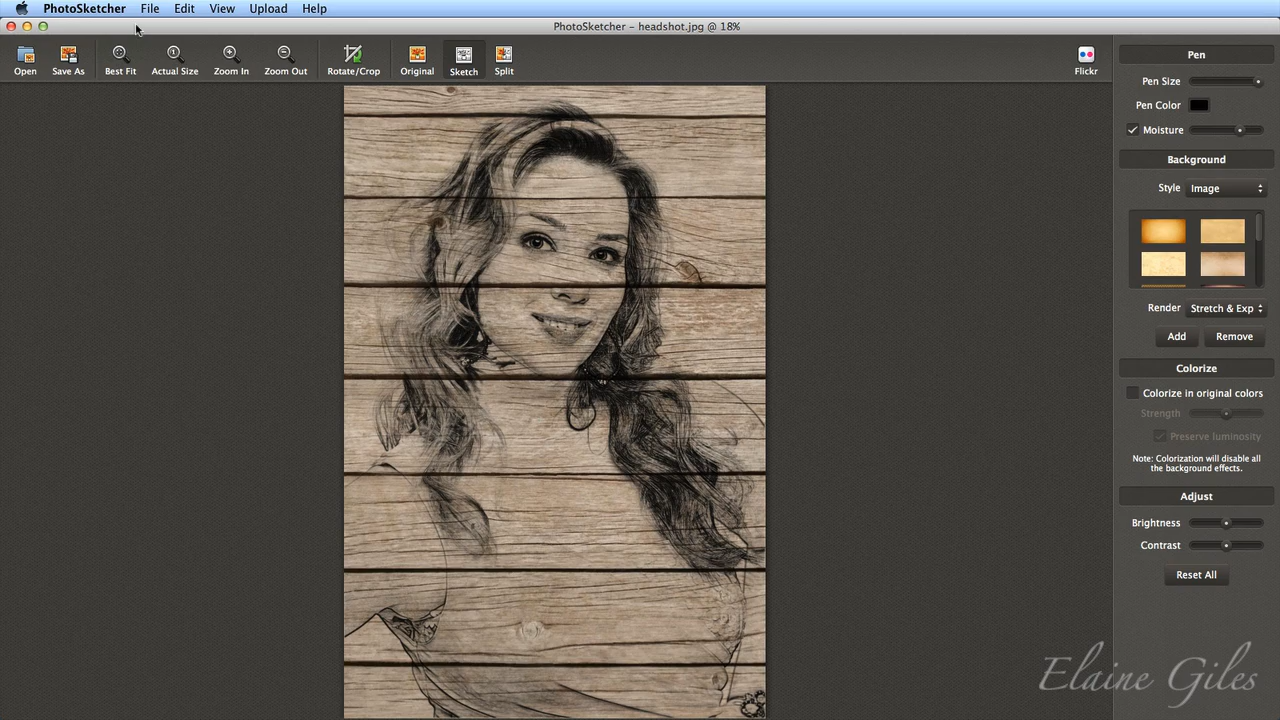 PhotoSketcher File Edit View Upload Help
PhotoSketcher – headshot.jpg @ 18%
Open Save As Best Fit Actual Size Zoom In Zoom Out Rotate/Crop Original Sketch Split Flickr
Pen
Pen Size
Pen Color
Moisture
Background
Style Image
Render Stretch & Exp
Add Remove
Colorize
Colorize in original colors
Strength
Preserve luminosity
Note: Colorization will disable all
the background effects.
Adjust
Brightness
Contrast
Reset All
Elaine Giles